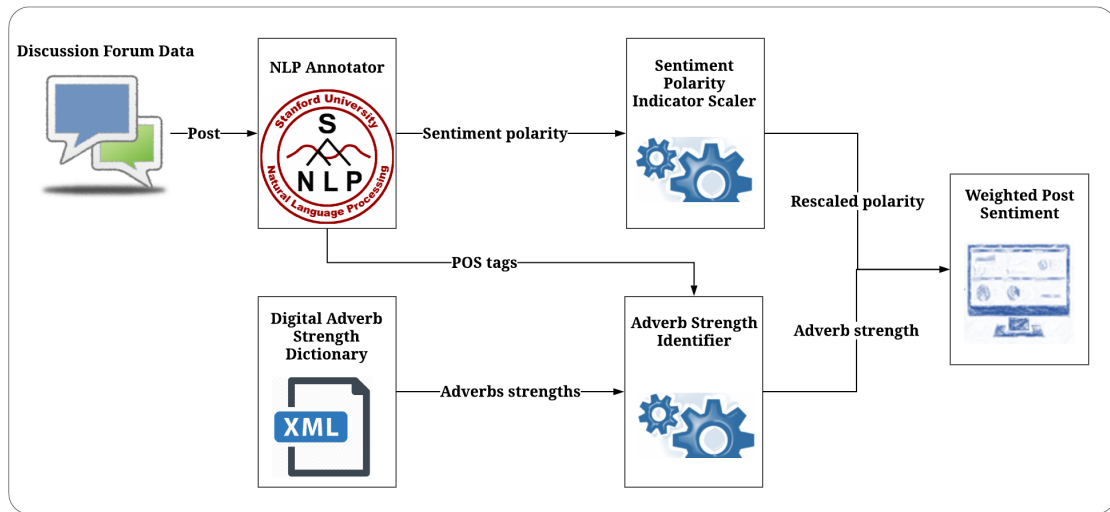 Discussion Forum Data
Post
NLP Annotator
Stanford University
S
NLP
Natural Language Processing
Sentiment polarity
Sentiment
Polarity
Indicator Scaler
POS tags
Digital Adverb
Strength
Dictionary
XML
Adverbs strengths
Adverb Strength
Identifier
Rescaled polarity
Adverb strength
Weighted Post
Sentiment